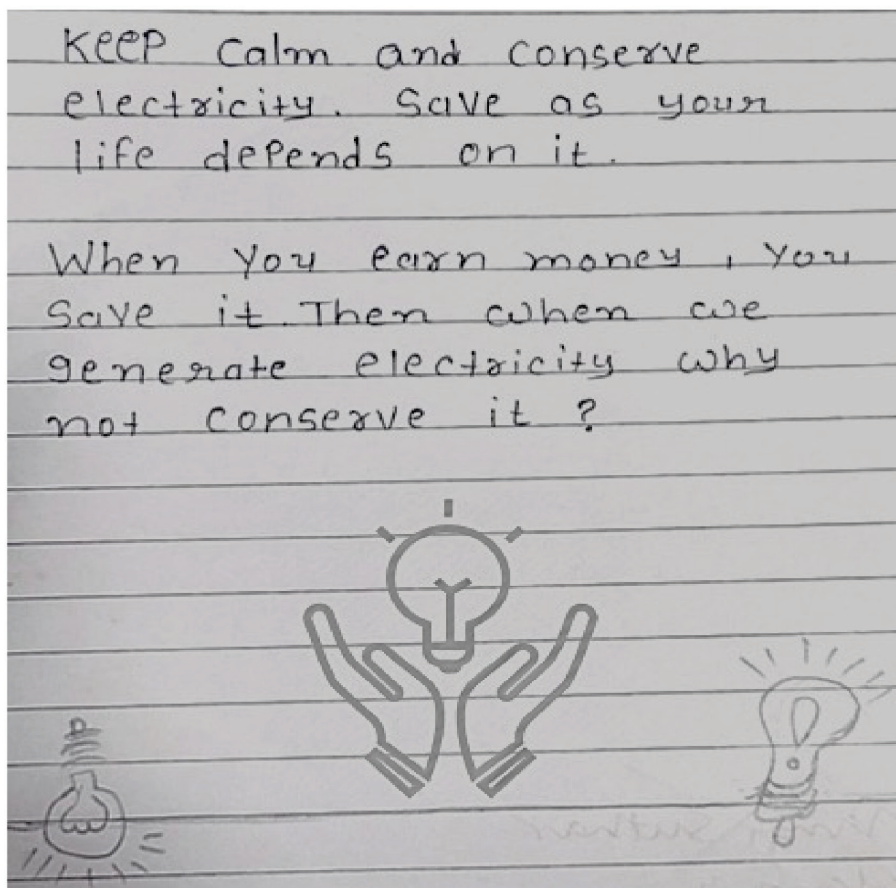 KEEP Calm and conserve
electricity. Save as your
life depends on it.
When you earn money, you
Save it. Then when we
generate electricity why
not conserve it ?